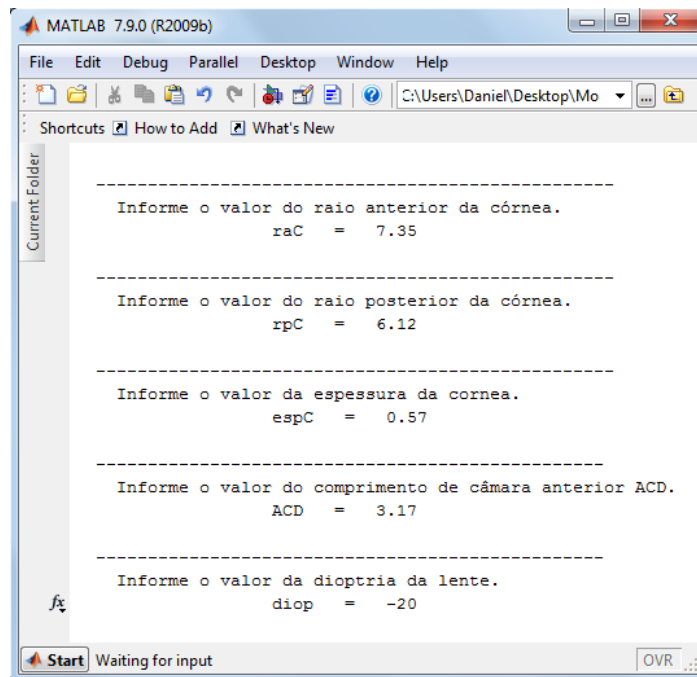 MATLAB 7.9.0 (R2009b)
File Edit Debug Parallel Desktop Window Help
C:\Users\Daniel\Desktop\Mo
Shortcuts How to Add What's New
Current Folder
--------------------------------------------------
Informe o valor do raio anterior da córnea.
raC = 7.35
--------------------------------------------------
Informe o valor do raio posterior da córnea.
rpC = 6.12
--------------------------------------------------
Informe o valor da espessura da cornea.
espC = 0.57
-------------------------------------------------
Informe o valor do comprimento de câmara anterior ACD.
ACD = 3.17
-------------------------------------------------
Informe o valor da dioptria da lente.
fx diop = -20
Start Waiting for input OVR